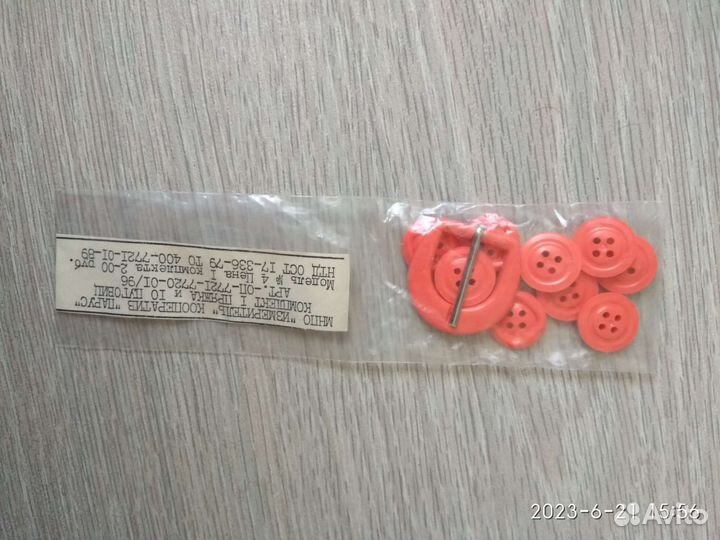 МНПО "ИЗМЕРИТЕЛЬ" КООПЕРАТИВ "ПАРУС"
КОМПЛЕКТ 1 ПРЯЖКА и 10 ПУГОВИЦ
АРТ.-ОП-7721-7720-01/96
Модель № 4 Цена 1 комплекта 2-00 руб.
НТД ОСТ 17-336-79 ТО 400-7721-01-89
2023-6-21 15:56
Avito